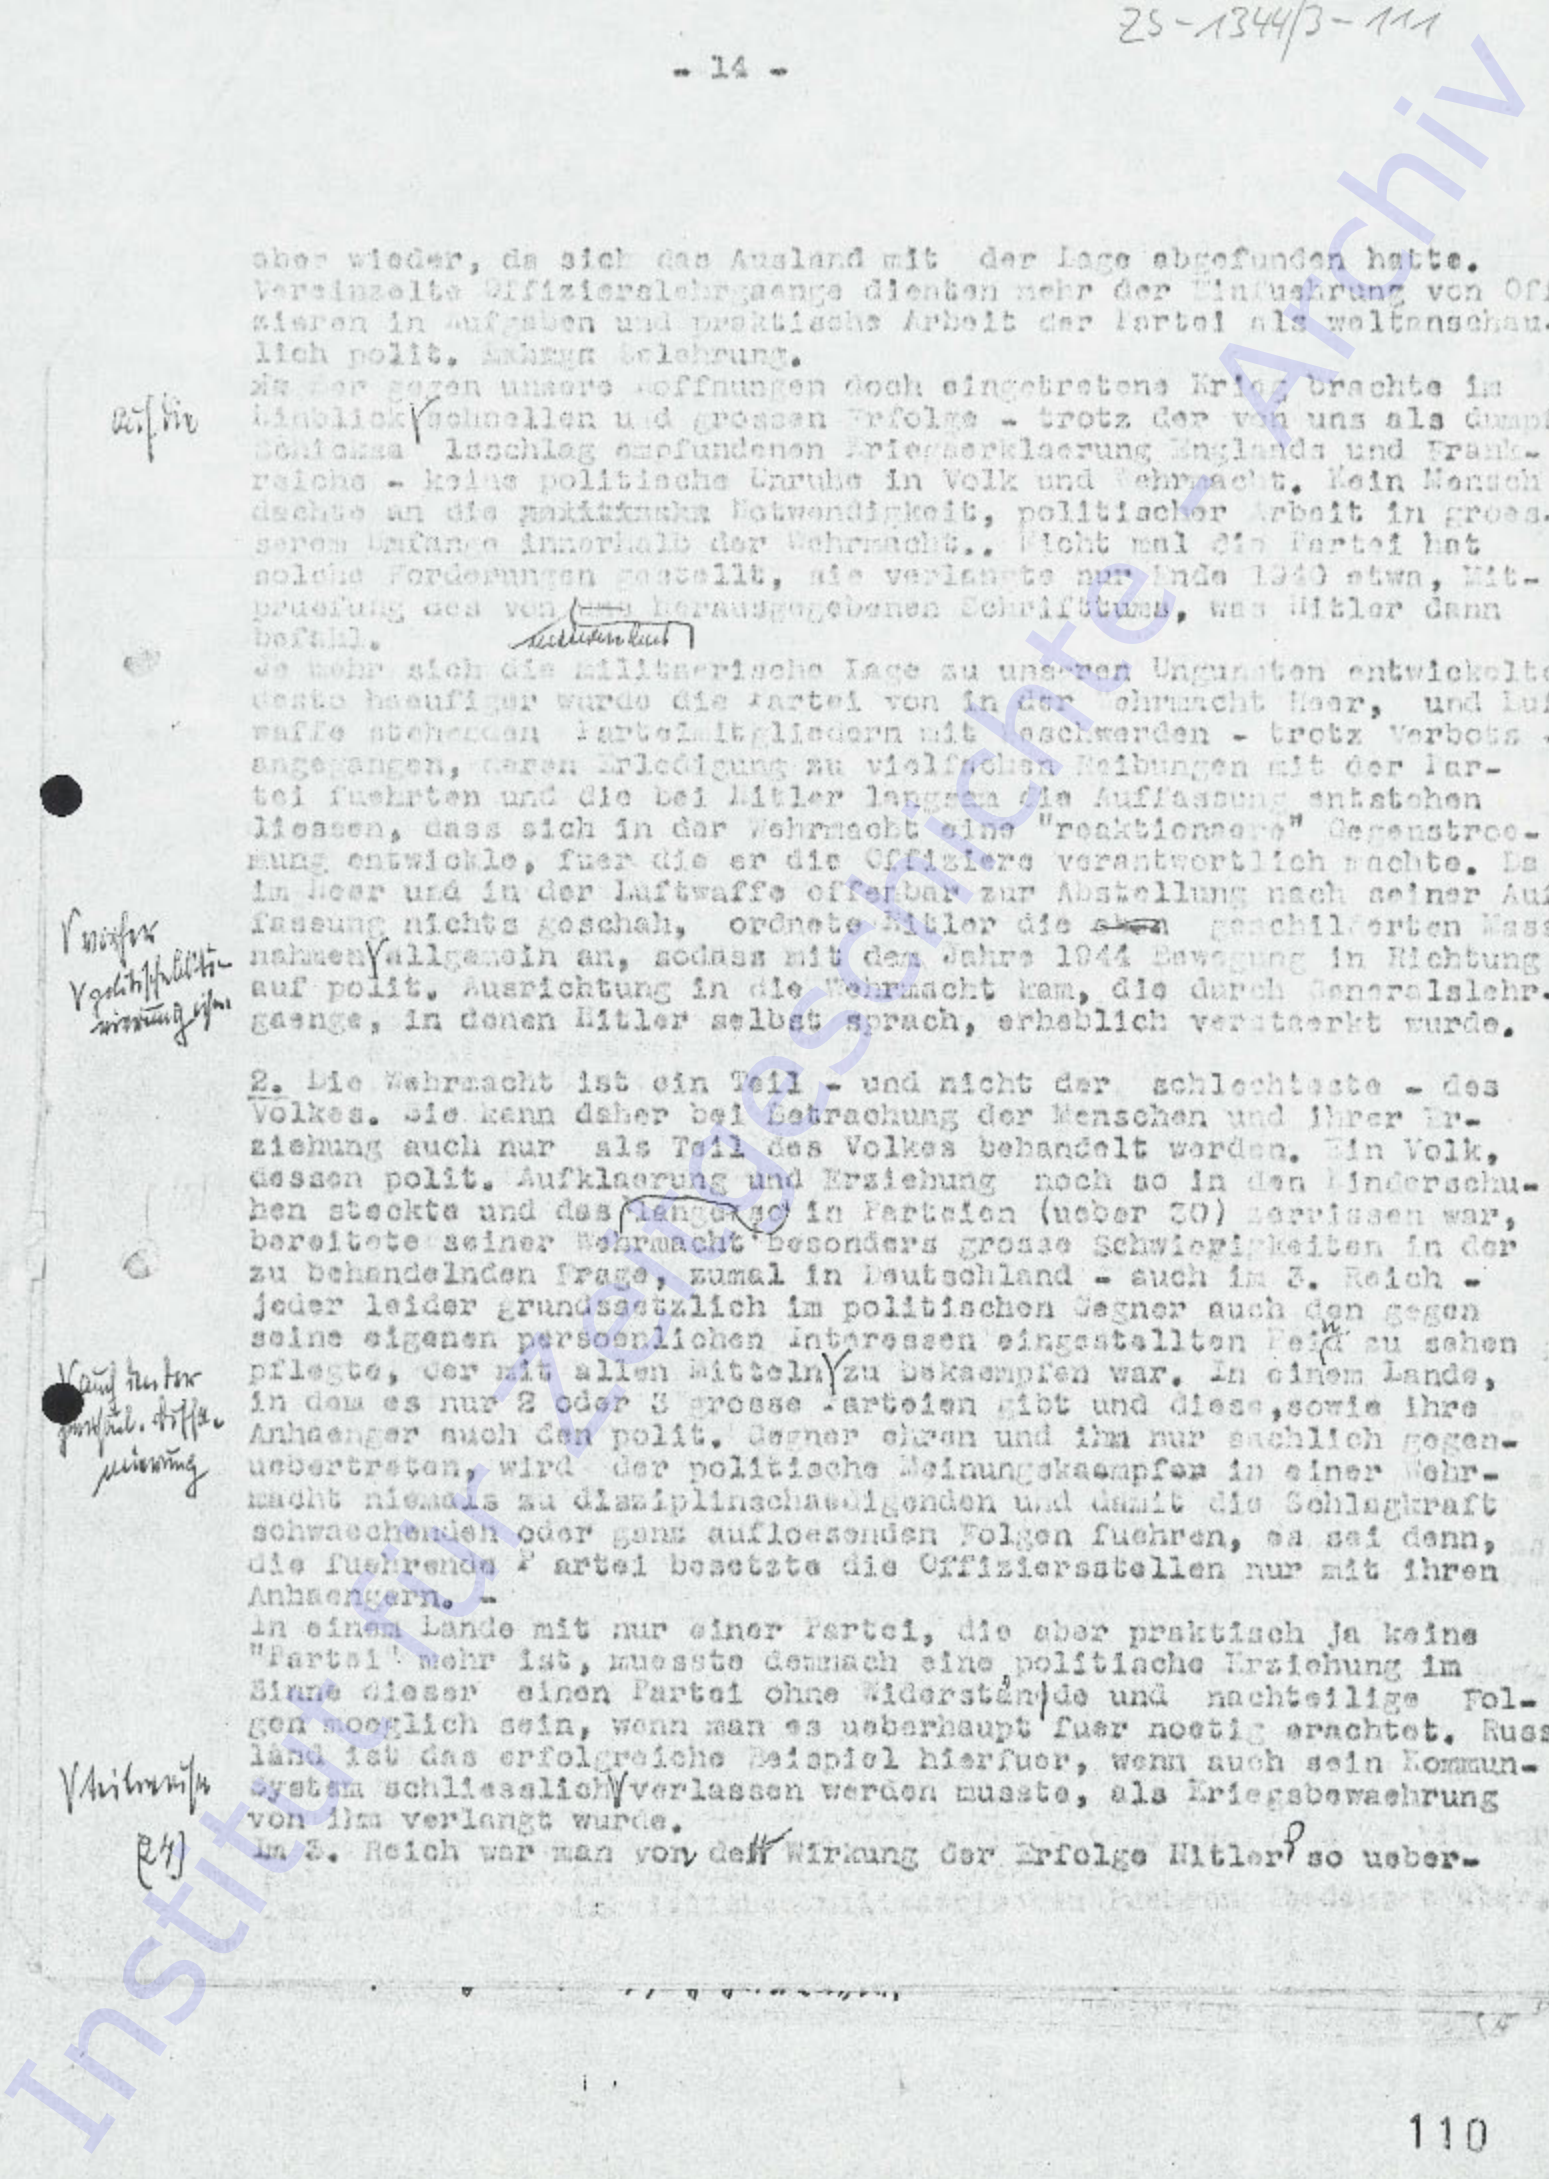 ZS-1344/3-111
- 14 -
aber wieder, da sich das Ausland mit der Lage abgefunden hatte.
Vereinzelte Offizierslehrgaenge dienten mehr der Einfuehrung von Offi
zieren in Aufgaben und praktische Arbeit der Partei als weltanschau-
lich polit. Belehrung.
der gegen unsere Hoffnungen doch eingetretene Krieg brachte im
auf die
Hinblick schnellen und grossen Erfolge - trotz der von uns als dumpf
Schicksa lsschlag empfundenen Kriegserklaerung Englands und Frank-
reichs - keine politische Unruhe in Volk und Wehrmacht. Kein Mensch
dachte an die Notwendigkeit, politischer Arbeit in groes-
serem Umfange innerhalb der Wehrmacht.. Nicht mal die Partei hat
solche Forderungen gestellt, sie verlangte nur Ende 1940 etwa, Mit-
pruefung des von herausgegebenen Schrifttums, was Hitler dann
befahl.
Je mehr sich die militaerische Lage zu unseren Ungunsten entwickelte
desto haeufiger wurde die Partei von in der Wehrmacht Heer, und Luf
waffe stehenden Parteimitgliedern mit Beschwerden - trotz Verbots -
angegangen, deren Erledigung zu vielfachen Reibungen mit der Par-
tei fuehrten und die bei Hitler langsam die Auffassung entstehen
liessen, dass sich in der Wehrmacht eine "reaktionaere" Gegenstroe-
mung entwickle, fuer die er die Offiziere verantwortlich machte. Da
im Heer und in der Luftwaffe offenbar zur Abstellung nach seiner Auf
fassung nichts geschah, ordnete Hitler die geschilderten Mass
vorher
nahmen allgemein an, sodass mit dem Jahre 1944 Bewegung in Richtung
auf polit. Ausrichtung in die Wehrmacht kam, die durch Generalslehr-
gaenge, in denen Hitler selbst sprach, erheblich verstaerkt wurde.
2. Die Wehrmacht ist ein Teil - und nicht der schlechteste - des
Volkes. Sie kann daher bei Betrachung der Menschen und ihrer Er-
ziehung auch nur als Teil des Volkes behandelt werden. Ein Volk,
dessen polit. Aufklaerung und Erziehung noch so in den Kinderschu-
hen steckte und das lange so in Parteien (ueber 30) zerrissen war,
bereitete seiner Wehrmacht besonders grosse Schwierigkeiten in der
zu behandelnden Frage, zumal in Deutschland - auch im 3. Reich -
jeder leider grundsaetzlich im politischen Gegner auch den gegen
seine eigenen persoenlichen Interessen eingestellten Feind zu sehen
pflegte, der mit allen Mitteln zu bekaempfen war. In einem Lande,
auch unter
in dem es nur 2 oder 3 grosse Parteien gibt und diese,sowie ihre
Anhaenger auch den polit. Gegner ehren und ihm nur sachlich gegen-
uebertreten, wird der politische Meinungskaempfer in einer Wehr-
macht niemals zu disziplinschaedigenden und damit die Schlagkraft
schwaechenden oder ganz aufloesenden Folgen fuehren, es sei denn,
die fuehrende P artei besetzte die Offiziersstellen nur mit ihren
Anhaengern. -
In einem Lande mit nur einer Partei, die aber praktisch ja keine
"Partei" mehr ist, muesste demnach eine politische Erziehung im
Sinne dieser einen Partei ohne Widerstän de und nachteilige Fol-
gen moeglich sein, wenn man es ueberhaupt fuer noetig erachtet. Russ
land ist das erfolgreiche Beispiel hierfuer, wenn auch sein Kommun-
teilweise
system schliesslich verlassen werden musste, als Kriegsbewaehrung
von ihm verlangt wurde.
(24)
Im 3. Reich war man von der Wirkung der Erfolge Hitler so ueber-
110
Institut für Zeitgeschichte - Archiv